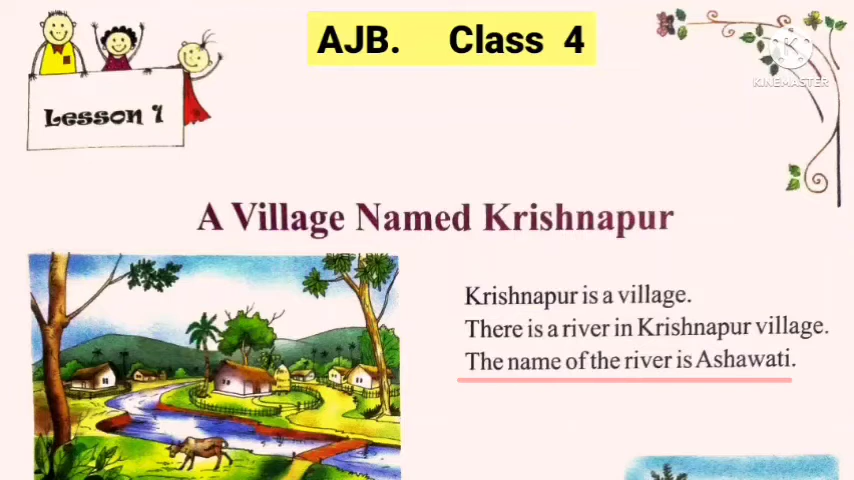 AJB. Class 4
KINEMASTER
Lesson 1
A Village Named Krishnapur
Krishnapur is a village.
There is a river in Krishnapur village.
The name of the river is Ashawati.